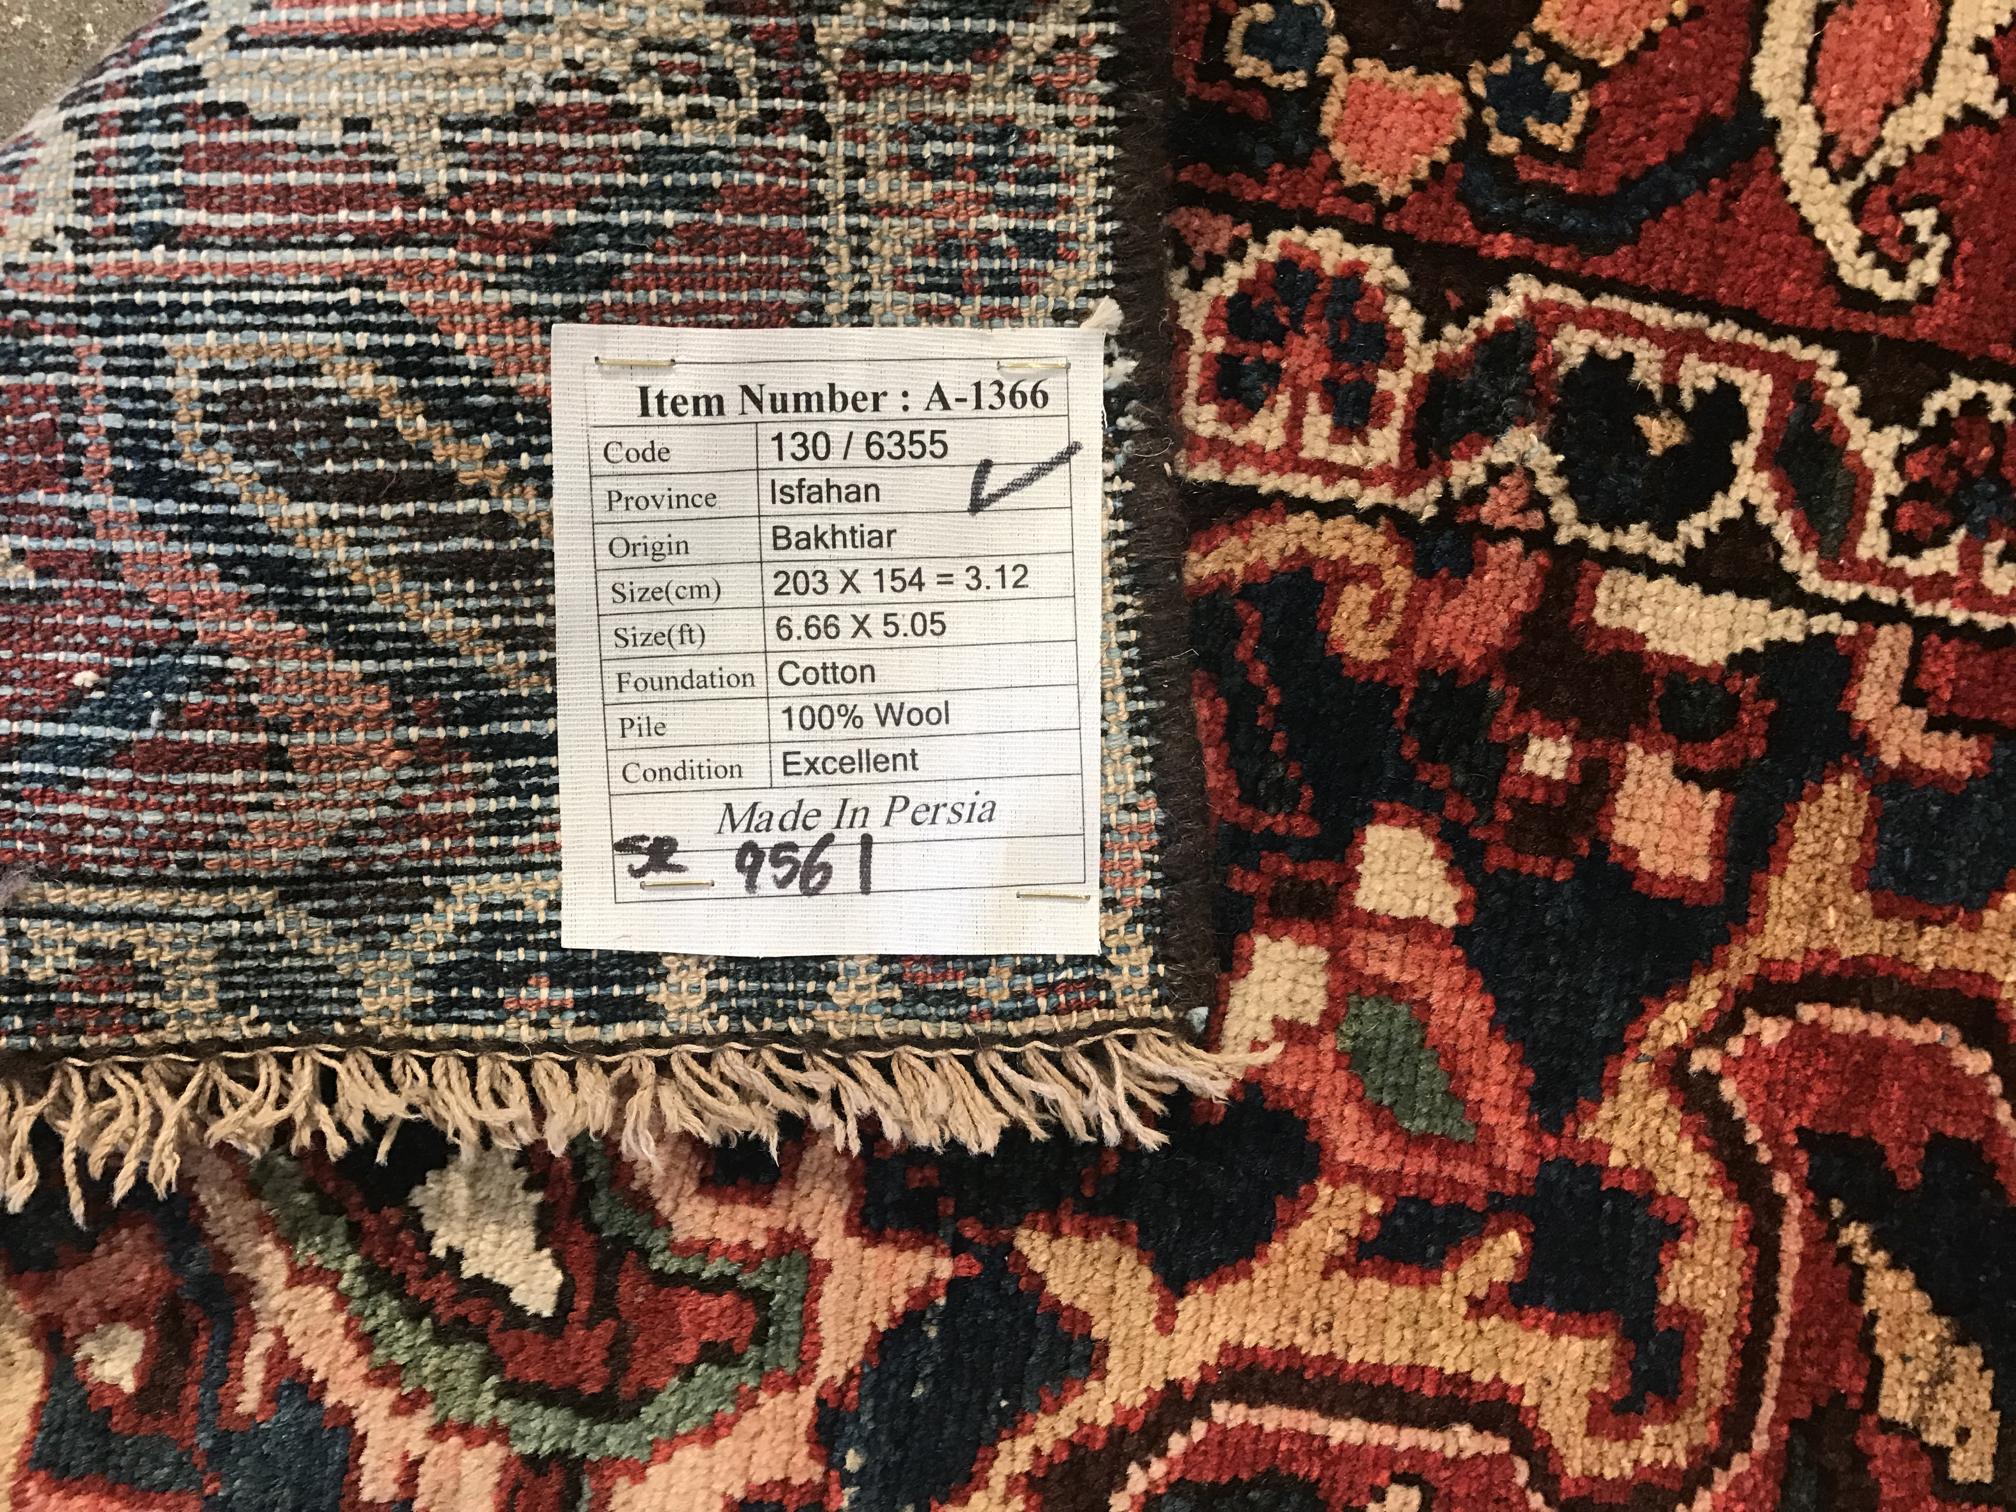 Item Number : A-1366
Code 130 / 6355
Province Isfahan
Origin Bakhtiar
Size(cm) 203 X 154 = 3.12
Size(ft) 6.66 X 5.05
Foundation Cotton
Pile 100% Wool
Condition Excellent
Made In Persia
SR 9561